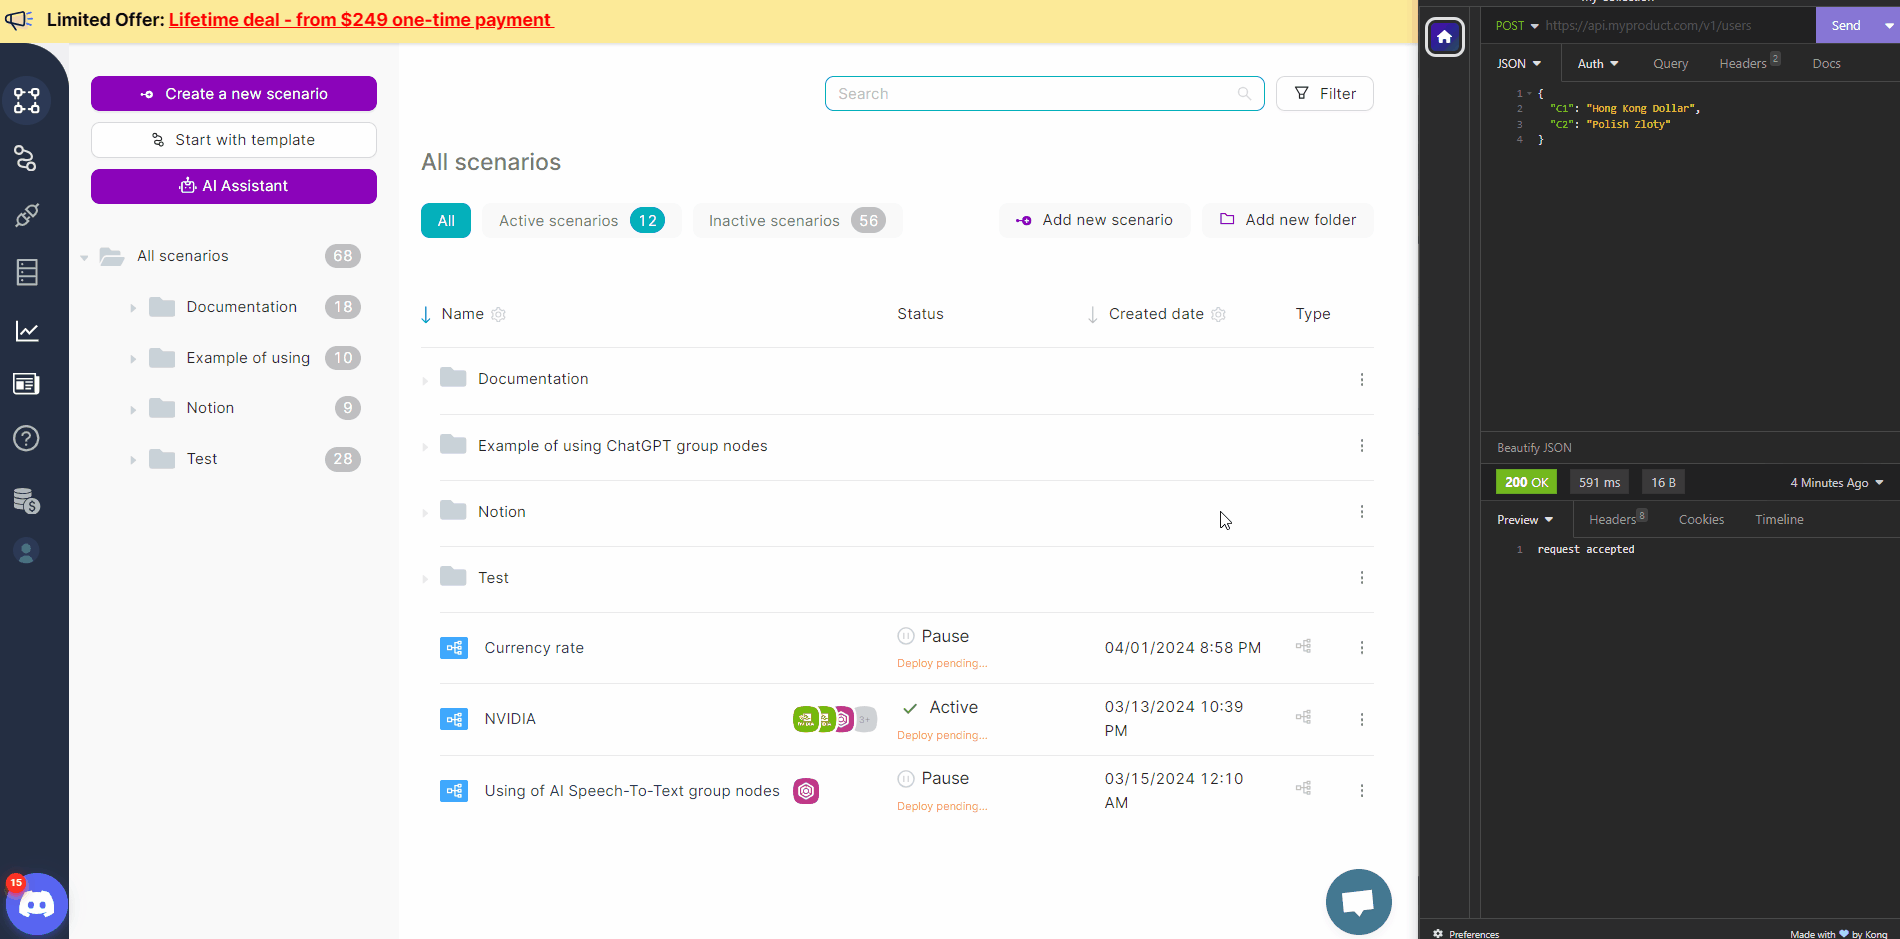 Limited Offer: Lifetime deal - from $249 one-time payment
Create a new scenario
Start with template
AI Assistant
All scenarios 68
Documentation 18
Example of using 10
Notion 9
Test 28
15
Search
Filter
All scenarios
All
Active scenarios 12
Inactive scenarios 56
Add new scenario
Add new folder
Name
Status
Created date
Type
Documentation
Example of using ChatGPT group nodes
Notion
Test
Currency rate
Pause
Deploy pending...
04/01/2024 8:58 PM
NVIDIA
3+
Active
Deploy pending...
03/13/2024 10:39
PM
Using of AI Speech-To-Text group nodes
Pause
Deploy pending...
03/15/2024 12:10
AM
POST https://api.myproduct.com/v1/users
Send
JSON
Auth
Query
Headers 2
Docs
1 {
2 "C1": "Hong Kong Dollar",
3 "C2": "Polish Zloty"
4 }
Beautify JSON
200 OK
591 ms
16 B
4 Minutes Ago
Preview
Headers 8
Cookies
Timeline
1 request accepted
Preferences
Made with
by Kong